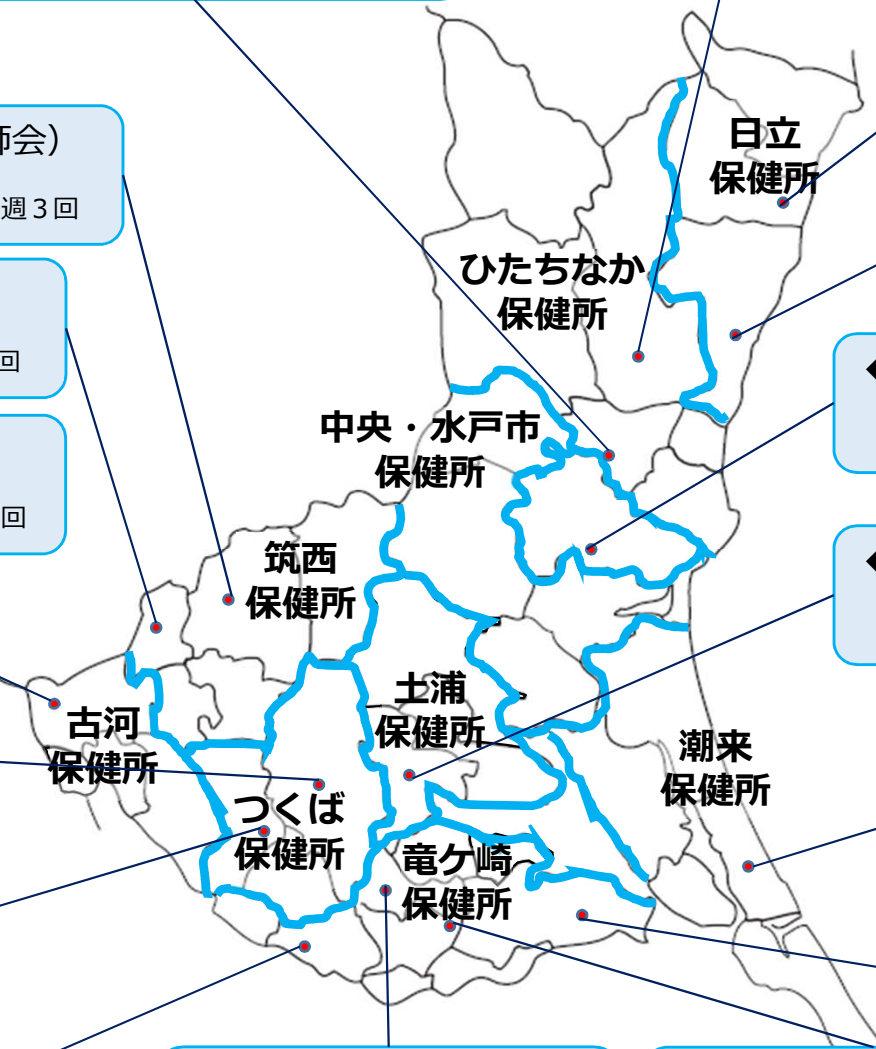 師会）
週３回
回
回
日立
保健所
ひたちなか
保健所
中央・水戸市
保健所
筑西
保健所
土浦
保健所
古河
保健所
潮来
保健所
つくば
保健所
竜ケ崎
保健所